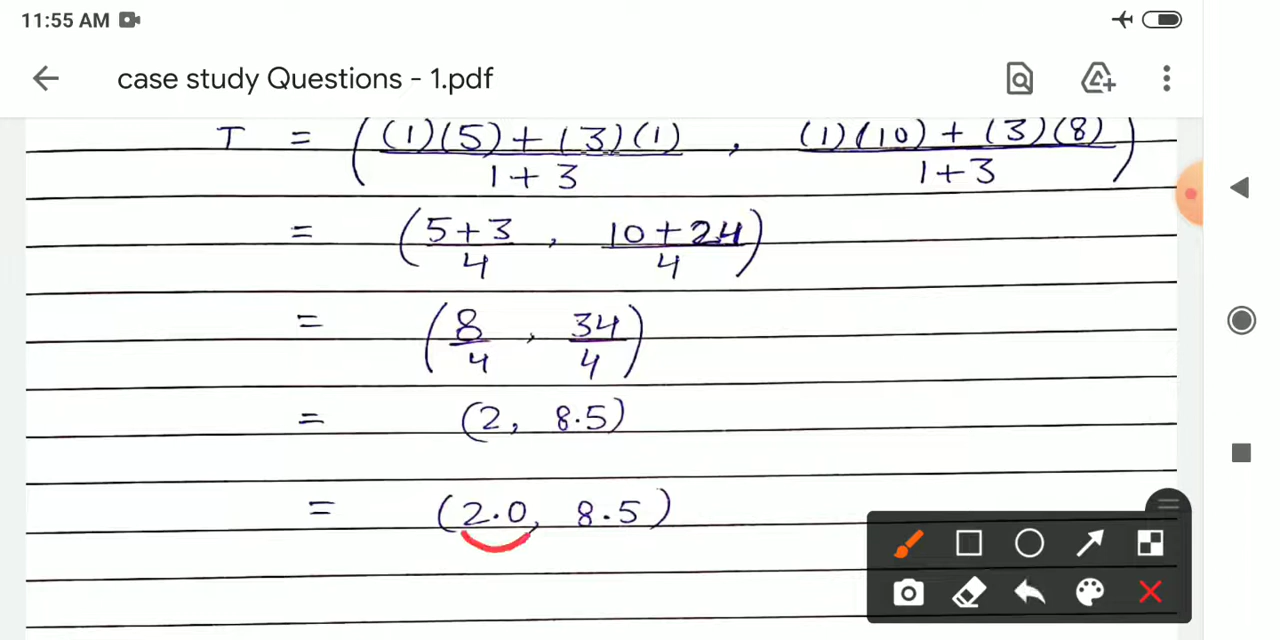 11:55 AM
case study Questions - 1.pdf
T = ( (1)(5) + (3)(1) / 1 + 3 , (1)(10) + (3)(8) / 1 + 3 )
= ( 5 + 3 / 4 , 10 + 24 / 4 )
= ( 8 / 4 , 34 / 4 )
= (2, 8.5)
= (2.0, 8.5)